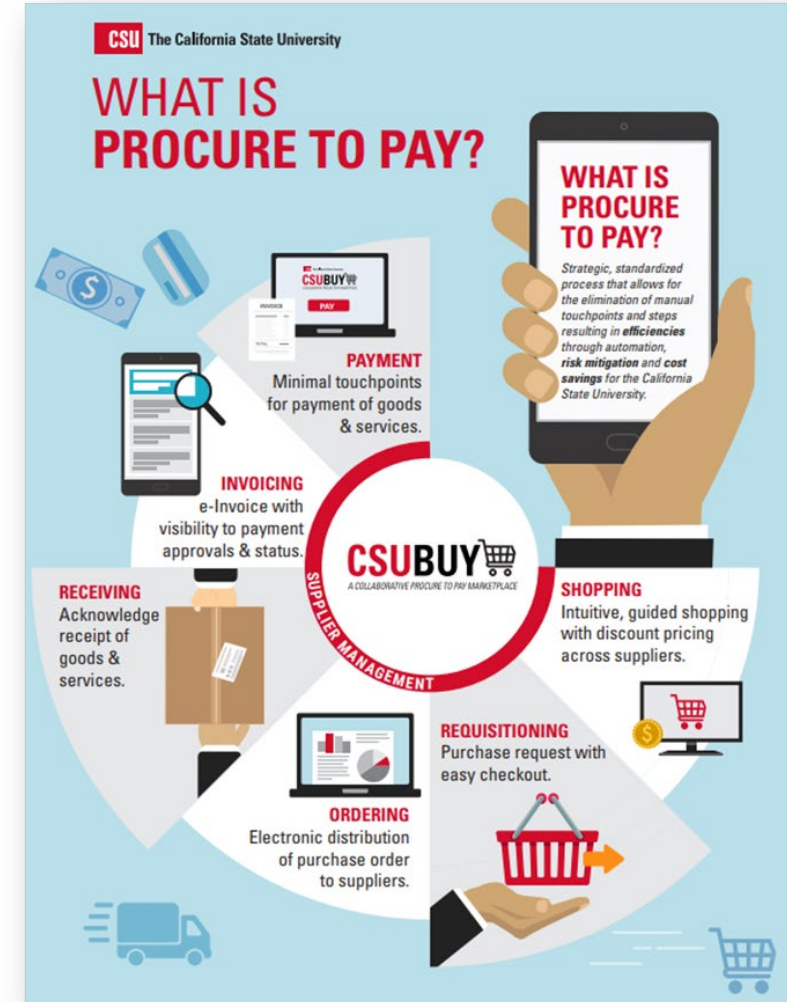 CSU The California State University
WHAT IS
PROCURE TO PAY?
WHAT IS
PROCURE
TO PAY?
Strategic, standardized
process that allows for
the elimination of manual
touchpoints and steps
resulting in efficiencies
through automation,
risk mitigation and cost
savings for the California
State University.
CSUBUY
A COLLABORATIVE PROCURE TO PAY MARKETPLACE
SUPPLIER MANAGEMENT
SHOPPING
Intuitive, guided shopping
with discount pricing
across suppliers.
$
REQUISITIONING
Purchase request with
easy checkout.
ORDERING
Electronic distribution
of purchase order
to suppliers.
RECEIVING
Acknowledge
receipt of
goods &
services.
INVOICING
e-Invoice with
visibility to payment
approvals & status.
PAYMENT
Minimal touchpoints
for payment of goods
& services.
CSUBUY
PAY
INVOICE
TOTAL
$